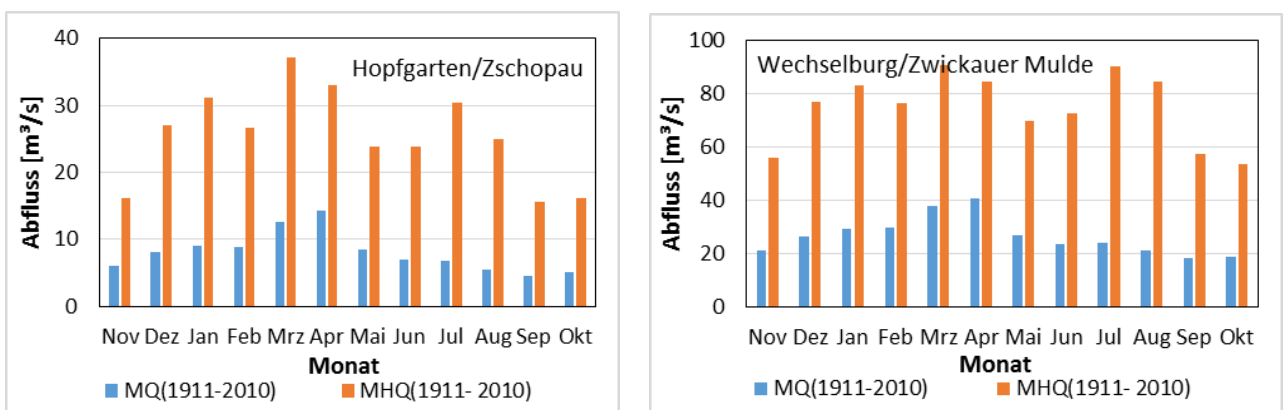 Hopfgarten/Zschopau
Abfluss [m³/s]
40
30
20
10
0
Nov Dez Jan Feb Mrz Apr Mai Jun Jul Aug Sep Okt
Monat
MQ(1911-2010) MHQ(1911- 2010)
Wechselburg/Zwickauer Mulde
Abfluss [m³/s]
100
80
60
40
20
0
Nov Dez Jan Feb Mrz Apr Mai Jun Jul Aug Sep Okt
Monat
MQ(1911-2010) MHQ(1911- 2010)